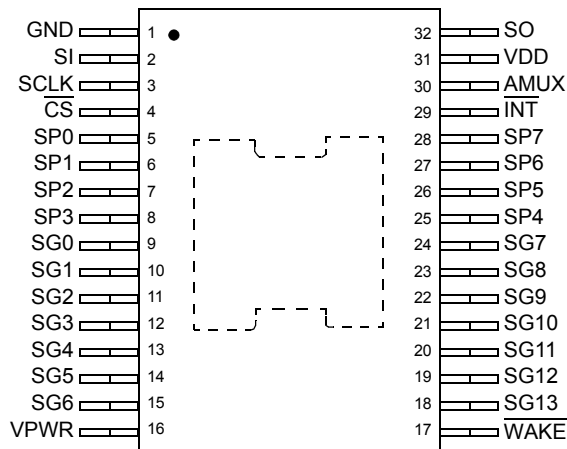 GND 1 32 SO
SI 2 31 VDD
SCLK 3 30 AMUX
C̅S̅ 4 29 I̅N̅T̅
SP0 5 28 SP7
SP1 6 27 SP6
SP2 7 26 SP5
SP3 8 25 SP4
SG0 9 24 SG7
SG1 10 23 SG8
SG2 11 22 SG9
SG3 12 21 SG10
SG4 13 20 SG11
SG5 14 19 SG12
SG6 15 18 SG13
VPWR 16 17 W̅A̅K̅E̅